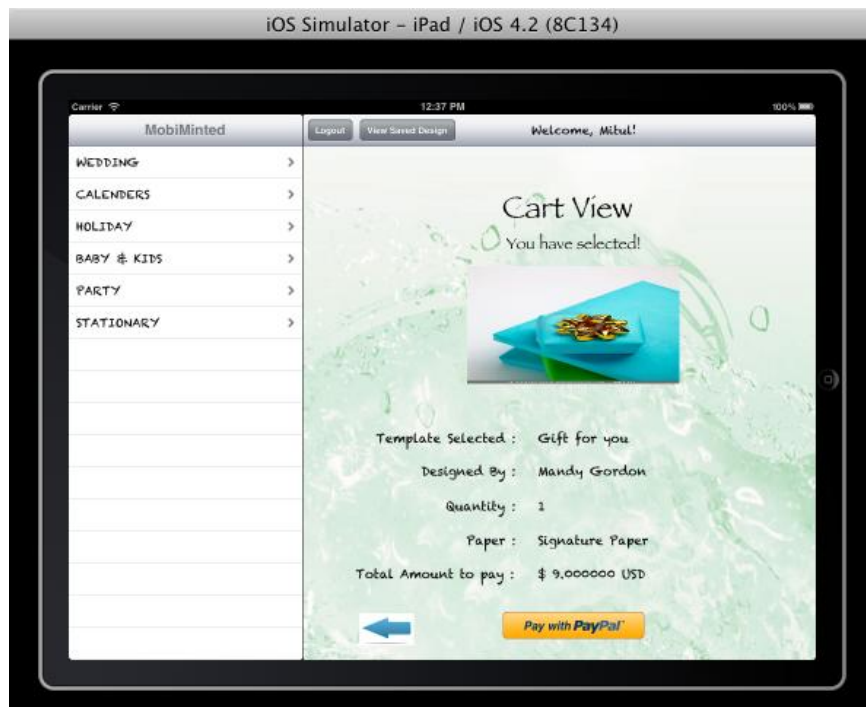 iOS Simulator – iPad / iOS 4.2 (8C134)
Carrier 12:37 PM 100%
MobiMinted
Logout View Saved Design Welcome, Mitul!
WEDDING
CALENDERS
HOLIDAY
BABY & KIDS
PARTY
STATIONARY
Cart View
You have selected!
Template Selected : Gift for you
Designed By : Mandy Gordon
Quantity : 1
Paper : Signature Paper
Total Amount to pay : $ 9.000000 USD
Pay with PayPal™